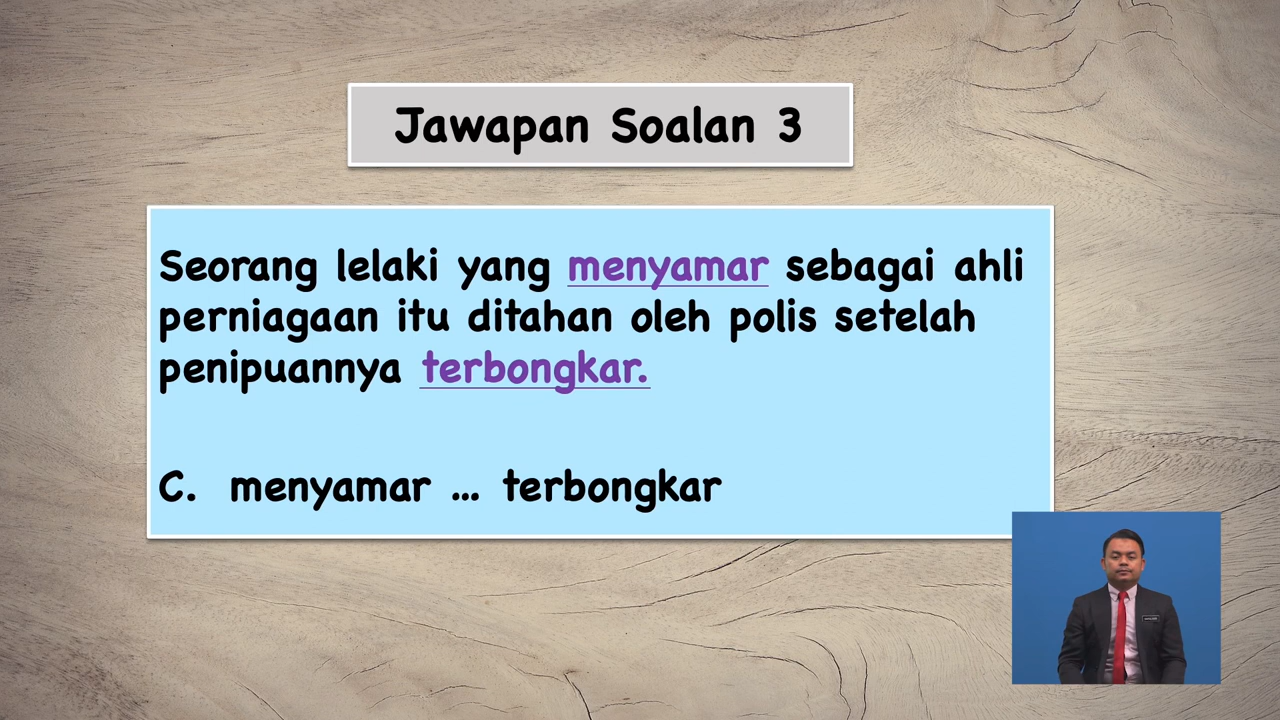 Jawapan Soalan 3
Seorang lelaki yang menyamar sebagai ahli
perniagaan itu ditahan oleh polis setelah
penipuannya terbongkar.
C. menyamar ... terbongkar